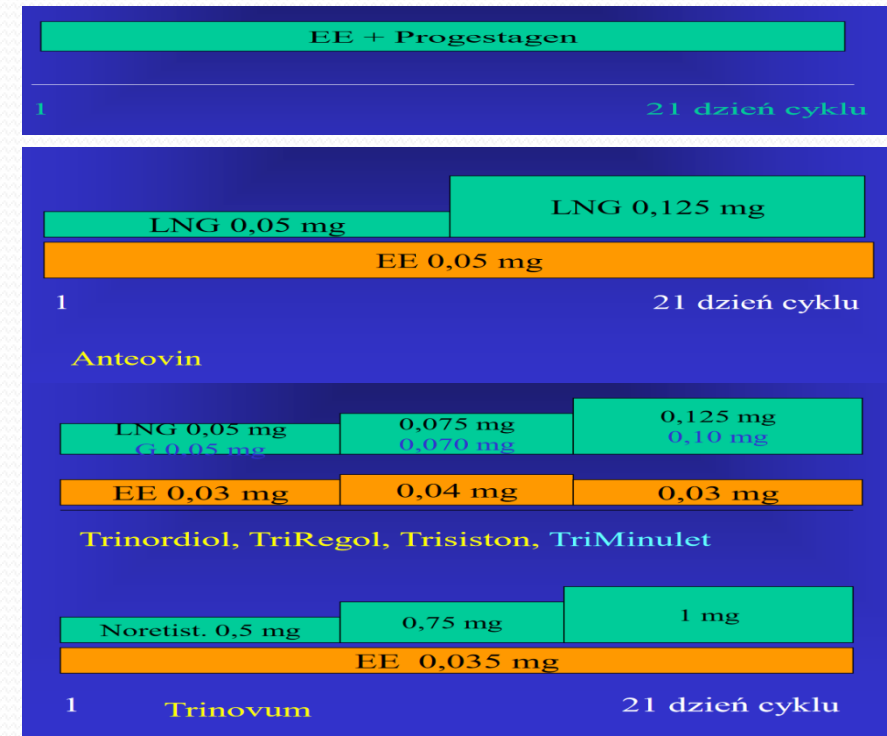 EE + Progestagen
1 21 dzień cyklu
LNG 0,05 mg LNG 0,125 mg
EE 0,05 mg
1 21 dzień cyklu
Anteovin
LNG 0,05 mg 0,075 mg 0,125 mg
G 0,05 mg 0,070 mg 0,10 mg
EE 0,03 mg 0,04 mg 0,03 mg
Trinordiol, TriRegol, Trisiston, TriMinulet
Noretist. 0,5 mg 0,75 mg 1 mg
EE 0,035 mg
1 Trinovum 21 dzień cyklu